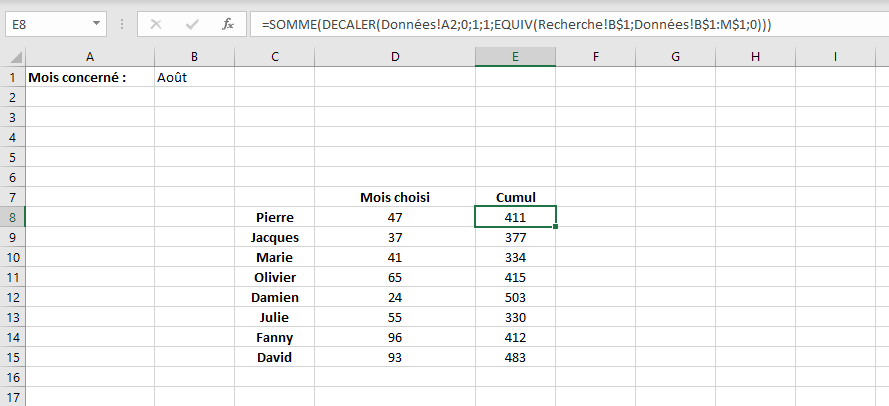 E8 fx =SOMME(DECALER(Données!A2;0;1;1;EQUIV(Recherche!B$1;Données!B$1:M$1;0)))
A B C D E F G H I
1 Mois concerné : Août
2
3
4
5
6
7 Mois choisi Cumul
8 Pierre 47 411
9 Jacques 37 377
10 Marie 41 334
11 Olivier 65 415
12 Damien 24 503
13 Julie 55 330
14 Fanny 96 412
15 David 93 483
16
17